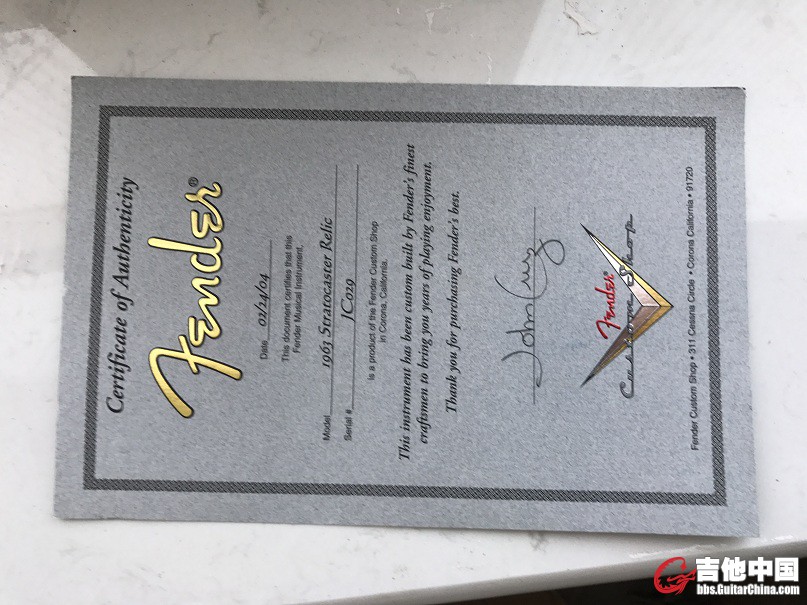 Certificate of Authenticity
Fender®
Date 02/24/04
This document certifies that this
Fender Musical Instrument,
Model 1963 Stratocaster Relic
Serial # JC029
is a product of the Fender Custom Shop
in Corona, California.
This instrument has been custom built by Fender's finest
craftsmen to bring you years of playing enjoyment.
Thank you for purchasing Fender's best.
John Cruz
Fender®
Custom Shop
Fender Custom Shop • 311 Cessna Circle • Corona California • 91720
吉他中国
bbs.GuitarChina.com